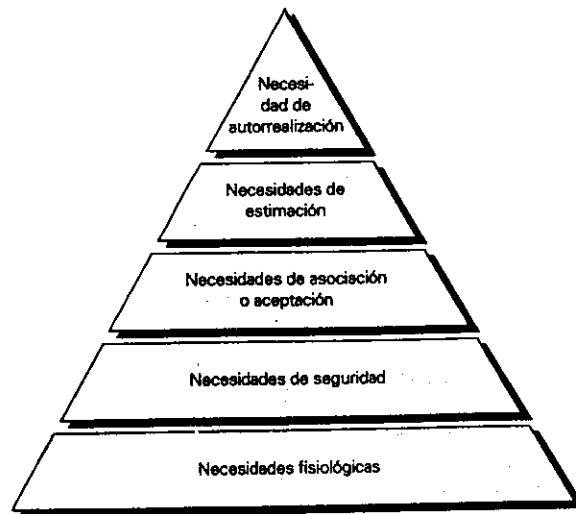 Necesi-
dad de
autorrealización
Necesidades de
estimación
Necesidades de asociación
o aceptación
Necesidades de seguridad
Necesidades fisiológicas